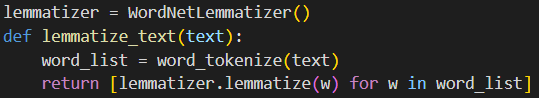 lemmatizer = WordNetLemmatizer()
def lemmatize_text(text):
    word_list = word_tokenize(text)
    return [lemmatizer.lemmatize(w) for w in word_list]